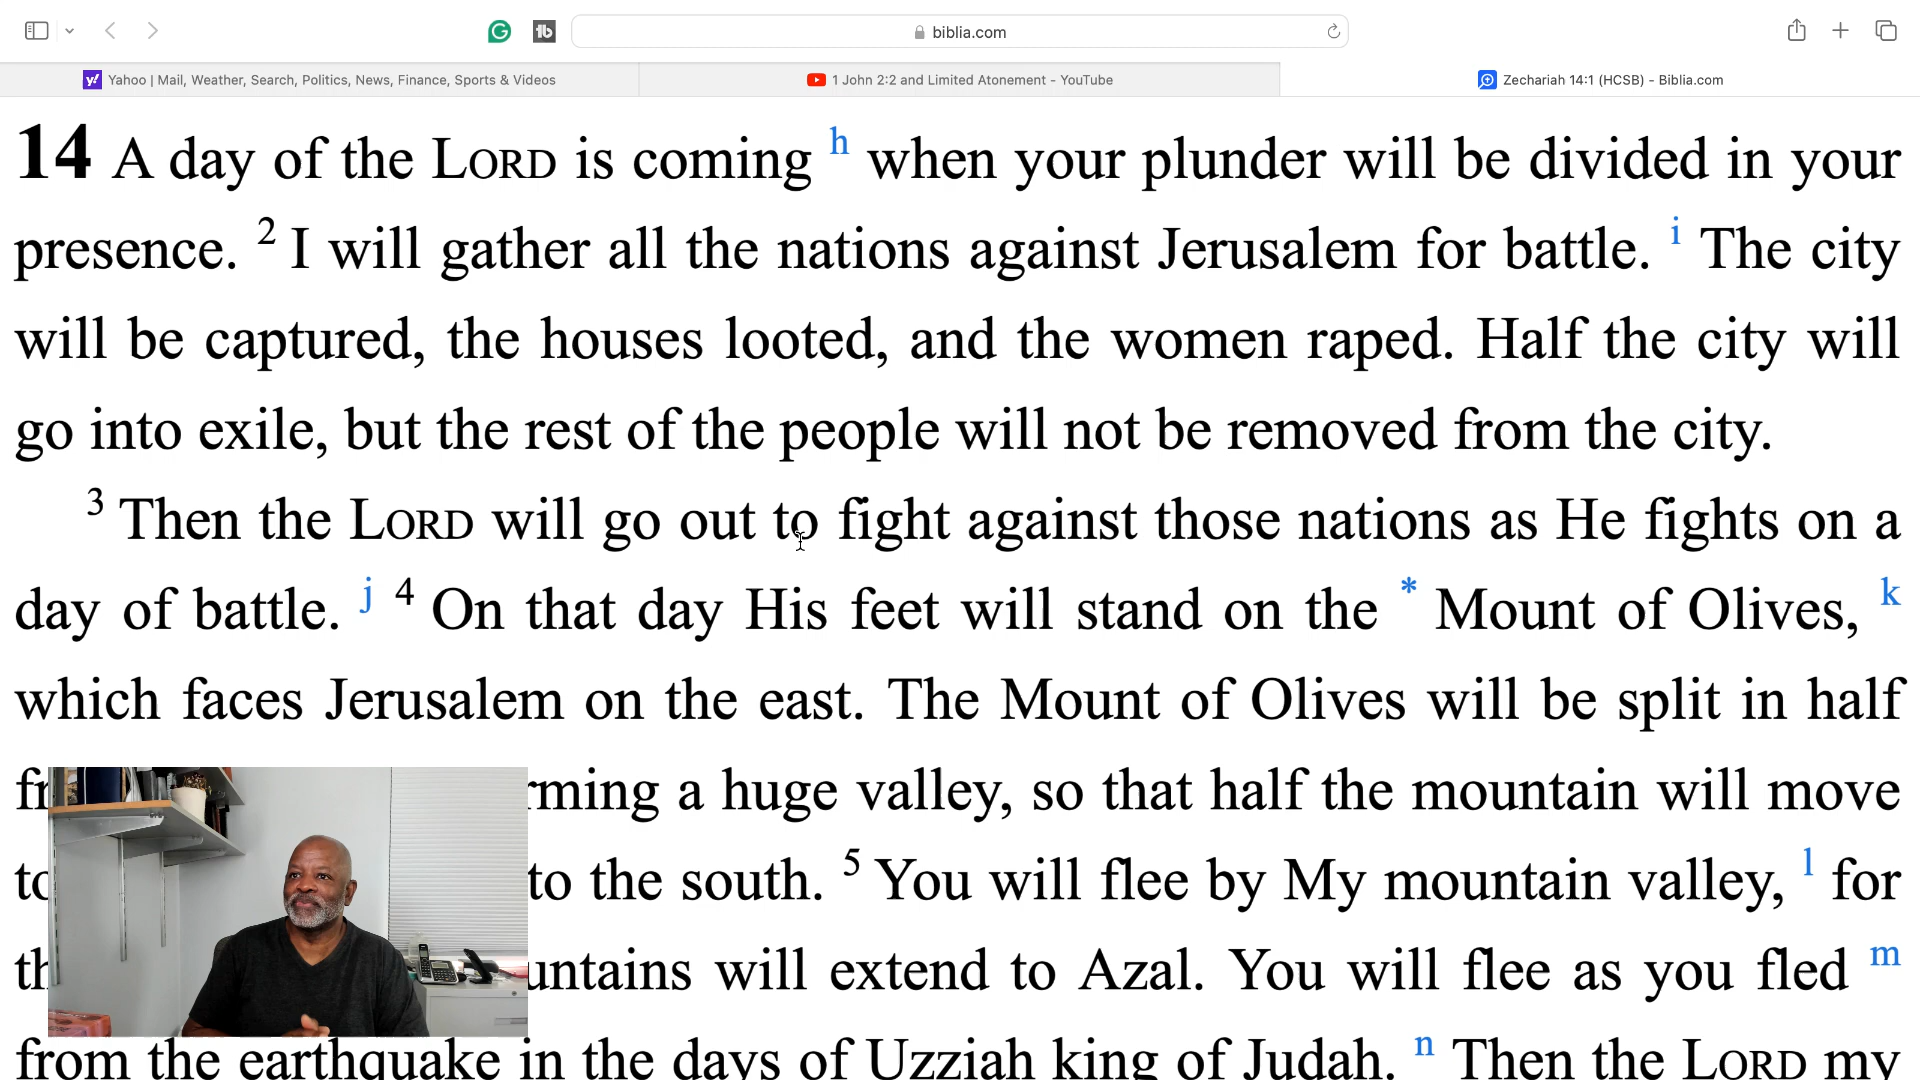 biblia.com
Yahoo | Mail, Weather, Search, Politics, News, Finance, Sports & Videos
1 John 2:2 and Limited Atonement - YouTube
Zechariah 14:1 (HCSB) - Biblia.com
14 A day of the LORD is coming h when your plunder will be divided in your
presence. 2 I will gather all the nations against Jerusalem for battle. i The city
will be captured, the houses looted, and the women raped. Half the city will
go into exile, but the rest of the people will not be removed from the city.
3 Then the LORD will go out to fight against those nations as He fights on a
day of battle. j 4 On that day His feet will stand on the * Mount of Olives, k
which faces Jerusalem on the east. The Mount of Olives will be split in half
rming a huge valley, so that half the mountain will move
to the south. 5 You will flee by My mountain valley, l for
untains will extend to Azal. You will flee as you fled m
from the earthquake in the days of Uzziah king of Judah. n Then the LORD my